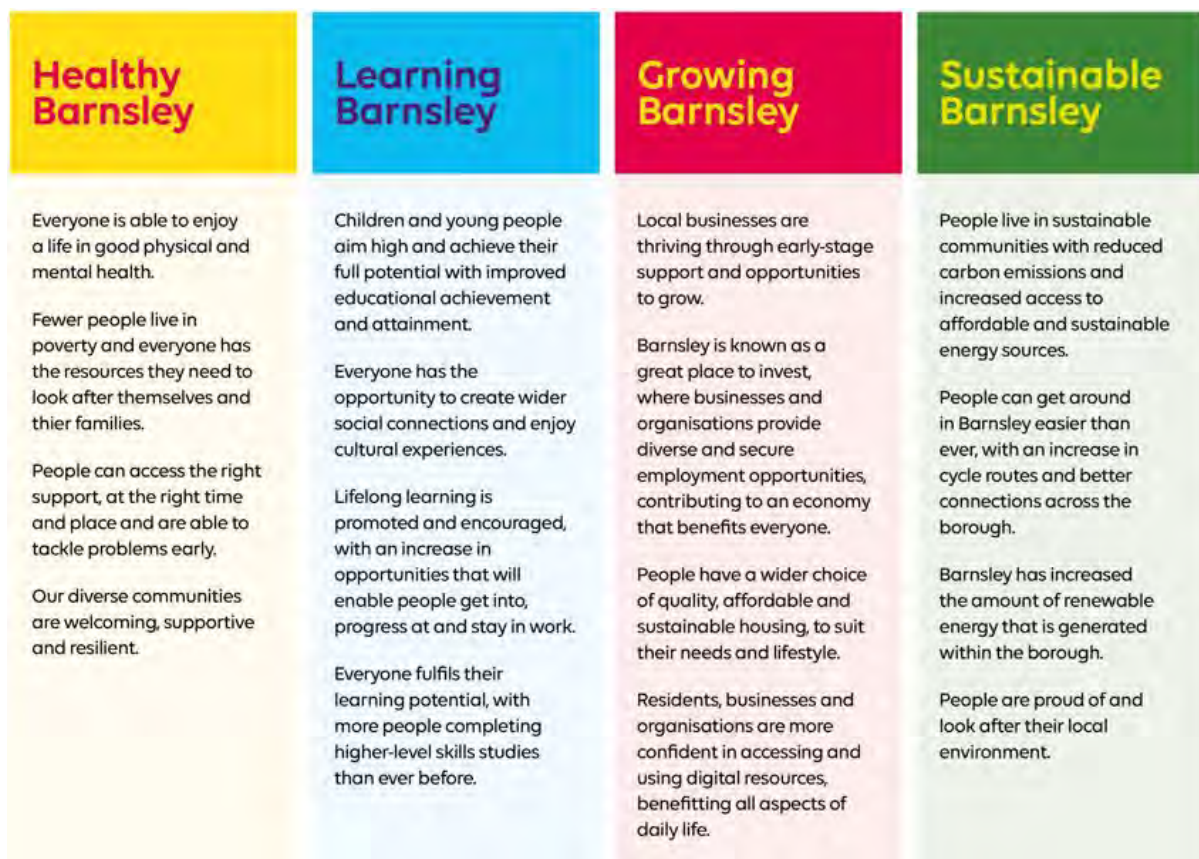 Healthy
Barnsley
Everyone is able to enjoy
a life in good physical and
mental health.
Fewer people live in
poverty and everyone has
the resources they need to
look after themselves and
thier families.
People can access the right
support, at the right time
and place and are able to
tackle problems early.
Our diverse communities
are welcoming, supportive
and resilient.
Learning
Barnsley
Children and young people
aim high and achieve their
full potential with improved
educational achievement
and attainment.
Everyone has the
opportunity to create wider
social connections and enjoy
cultural experiences.
Lifelong learning is
promoted and encouraged,
with an increase in
opportunities that will
enable people get into,
progress at and stay in work.
Everyone fulfils their
learning potential, with
more people completing
higher-level skills studies
than ever before.
Growing
Barnsley
Local businesses are
thriving through early-stage
support and opportunities
to grow.
Barnsley is known as a
great place to invest,
where businesses and
organisations provide
diverse and secure
employment opportunities,
contributing to an economy
that benefits everyone.
People have a wider choice
of quality, affordable and
sustainable housing, to suit
their needs and lifestyle.
Residents, businesses and
organisations are more
confident in accessing and
using digital resources,
benefitting all aspects of
daily life.
Sustainable
Barnsley
People live in sustainable
communities with reduced
carbon emissions and
increased access to
affordable and sustainable
energy sources.
People can get around
in Barnsley easier than
ever, with an increase in
cycle routes and better
connections across the
borough.
Barnsley has increased
the amount of renewable
energy that is generated
within the borough.
People are proud of and
look after their local
environment.